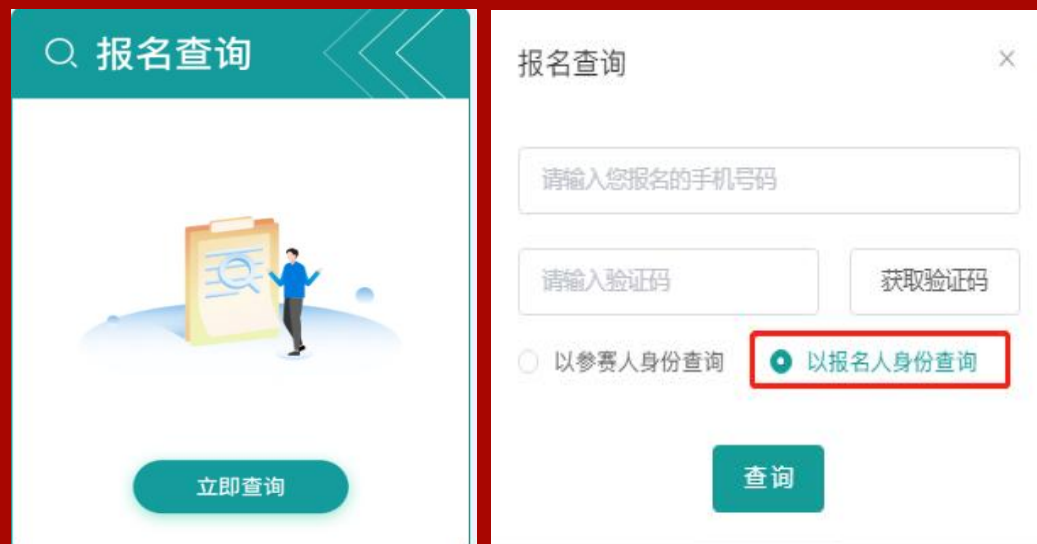 报名查询
立即查询
报名查询
请输入您报名的手机号码
请输入验证码
获取验证码
以参赛人身份查询
以报名人身份查询
查询